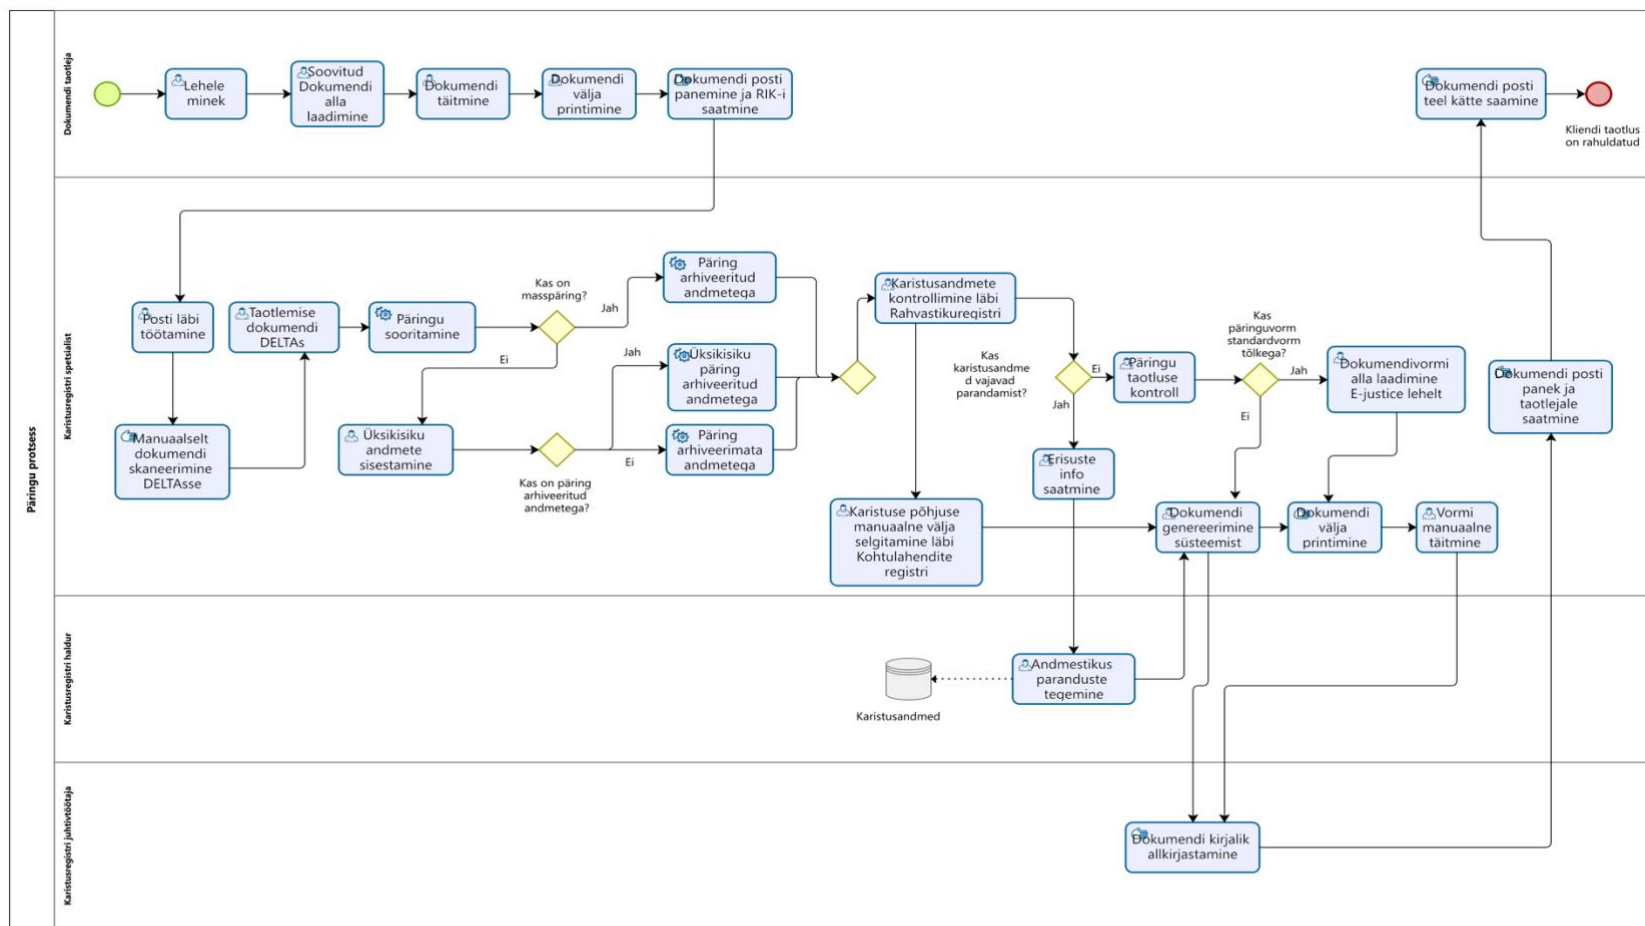 Päringu protsess
Dokumendi taotleja
Lehele
minek
Soovitud
Dokumendi
alla
laadimine
Dokumendi
täitmine
Dokumendi
välja
printimine
Dokumendi posti
panemine ja RIK-i
saatmine
Dokumendi posti
teel kätte saamine
Kliendi taotlus
on rahuldatud
Karistusregistri spetsialist
Posti läbi
töötamine
Manuaalselt
dokumendi
skaneerimine
DELTAsse
Taotlemise
dokumendi
DELTAs
Päringu
sooritamine
Kas on
masspäring?
Jah
Ei
Päring
arhiveeritud
andmetega
Üksikisiku
andmete
sisestamine
Kas on päring
arhiveeritud
andmetega?
Jah
Ei
Üksikisiku
päring
arhiveeritud
andmetega
Päring
arhiveerimata
andmetega
Karistusandmete
kontrollimine läbi
Rahvastikuregistri
Karistuse põhjuse
manuaalne välja
selgitamine läbi
Kohtulahendite
registri
Kas
karistusandme
d vajavad
parandamist?
Ei
Jah
Erisuste
info
saatmine
Päringu
taotluse
kontroll
Kas
päringuvorm
standardvorm
tõlkega?
Jah
Ei
Dokumendivormi
alla laadimine
E-justice lehelt
Dokumendi
genereerimine
süsteemist
Dokumendi
välja
printimine
Vormi
manuaalne
täitmine
Dokumendi posti
panek ja
taotlejale
saatmine
Karistusregistri haldur
Karistusandmed
Andmestikus
paranduste
tegemine
Karistusregistri juhtivtöötaja
Dokumendi kirjalik
allkirjastamine